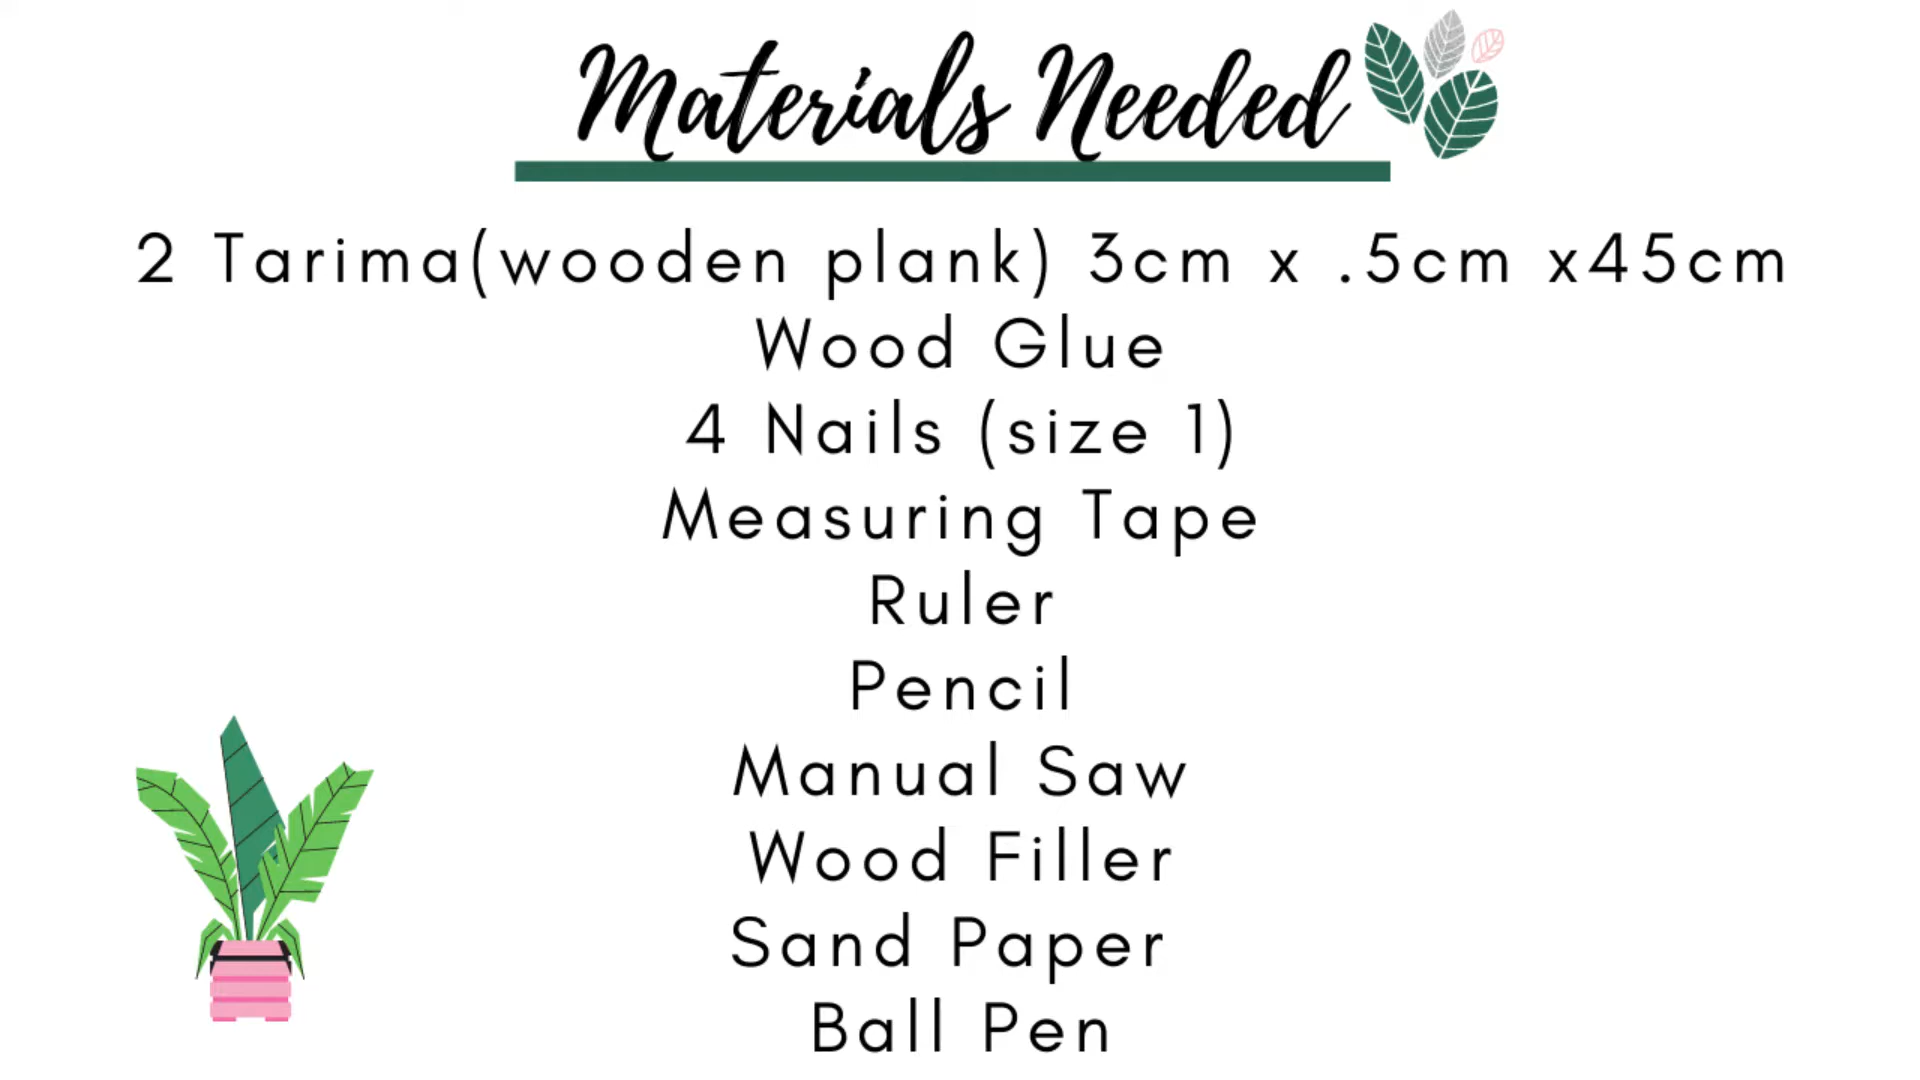 Materials Needed
2 Tarima(wooden plank) 3cm x .5cm x45cm
Wood Glue
4 Nails (size 1)
Measuring Tape
Ruler
Pencil
Manual Saw
Wood Filler
Sand Paper
Ball Pen